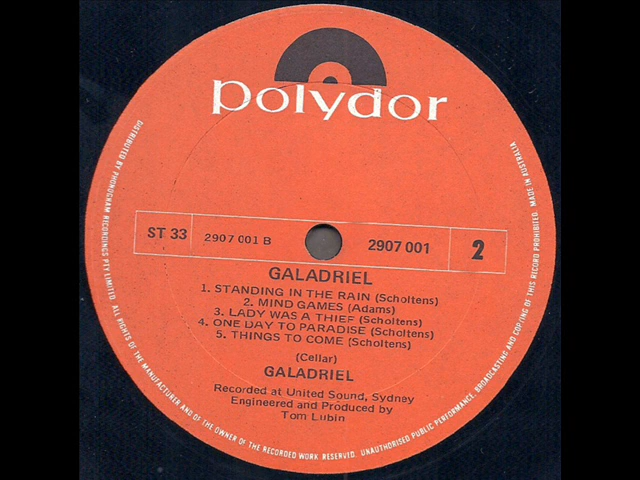 polydor
ST 33
2907 001 B
2907 001
2
GALADRIEL
1. STANDING IN THE RAIN (Scholtens)
2. MIND GAMES (Adams)
3. LADY WAS A THIEF (Scholtens)
4. ONE DAY TO PARADISE (Scholtens)
5. THINGS TO COME (Scholtens)
(Cellar)
GALADRIEL
Recorded at United Sound, Sydney
Engineered and Produced by
Tom Lubin
DISTRIBUTED BY PHONOGRAM RECORDINGS PTY LIMITED. ALL RIGHTS OF THE MANUFACTURER AND OF THE OWNER OF THE RECORDED WORK RESERVED. UNAUTHORISED PUBLIC PERFORMANCE, BROADCASTING AND COPYING OF THIS RECORD PROHIBITED. MADE IN AUSTRALIA